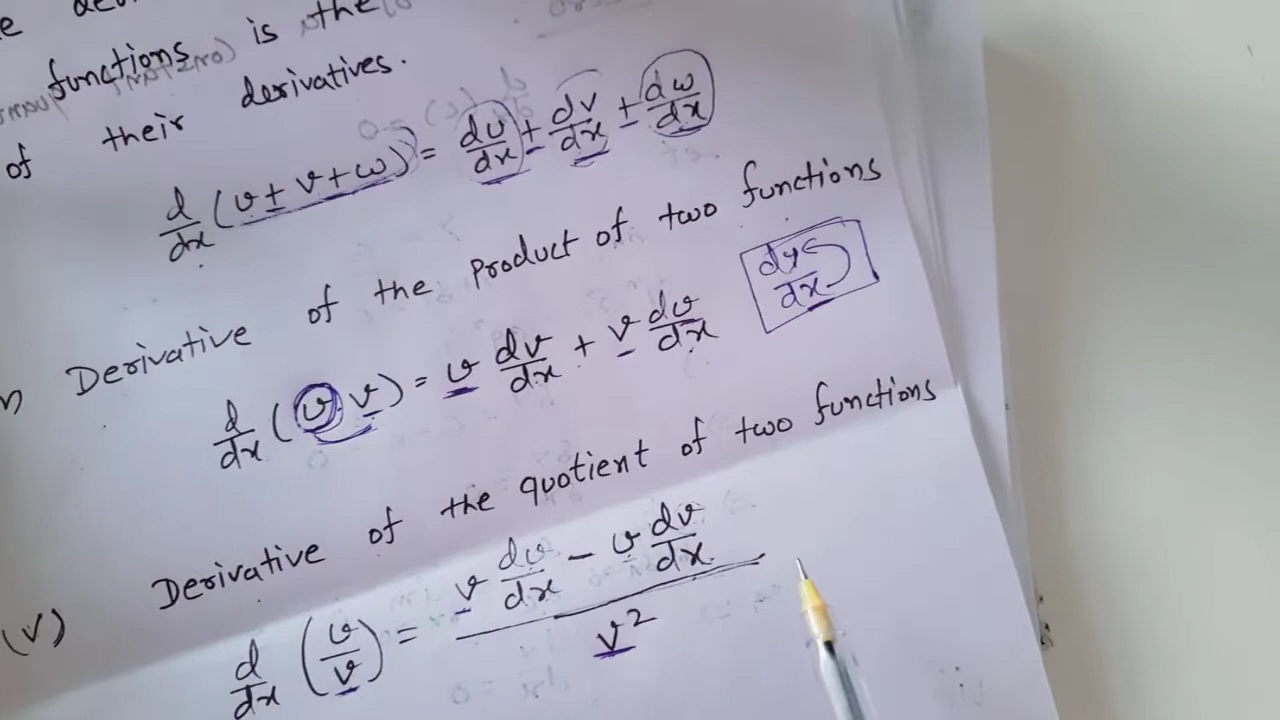 functions is the
of their derivatives.
d/dx (u ± v + w) = du/dx ± dv/dx ± dw/dx
Derivative of the product of two functions
d/dx (u · v) = u dv/dx + v du/dx
dy/dx
(V) Derivative of the quotient of two functions
d/dx (u/v) = (v du/dx − u dv/dx) / v²